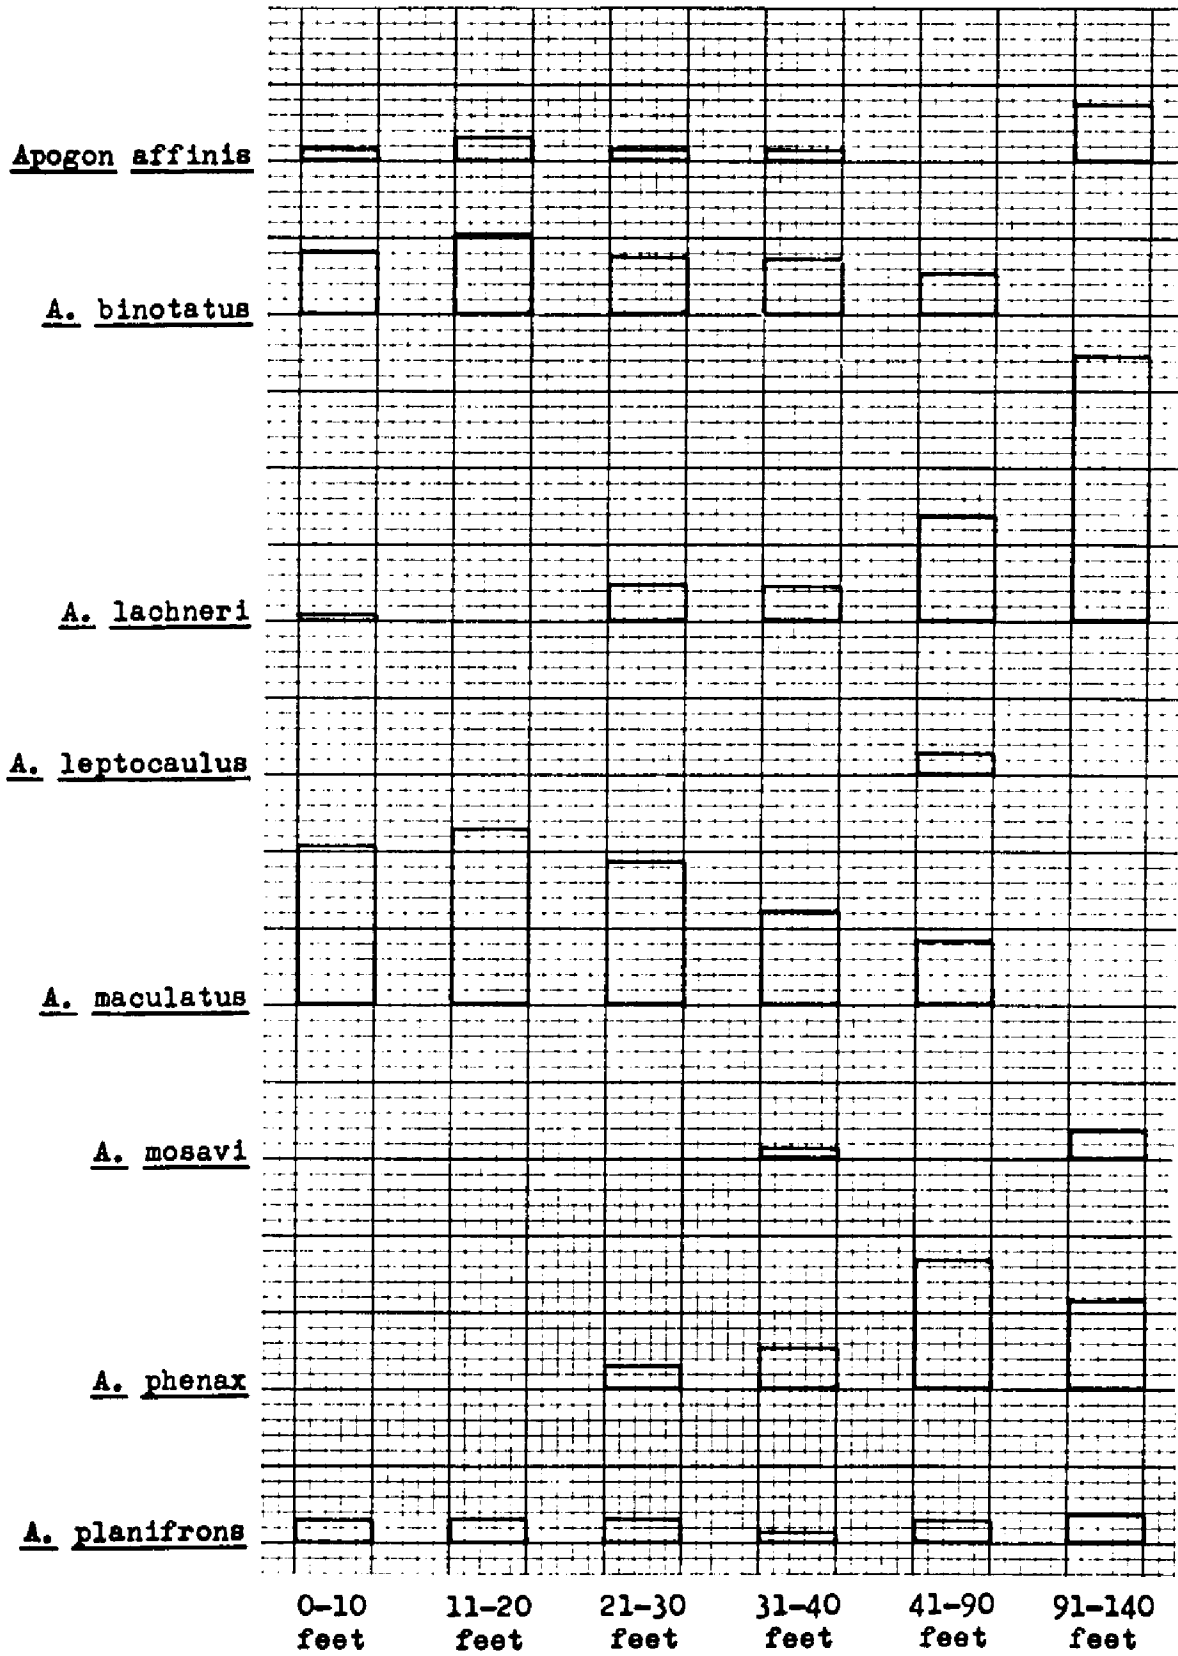 Apogon affinis
A. binotatus
A. lachneri
A. leptocaulus
A. maculatus
A. mosavi
A. phenax
A. planifrons
0-10 11-20 21-30 31-40 41-90 91-140
feet feet feet feet feet feet